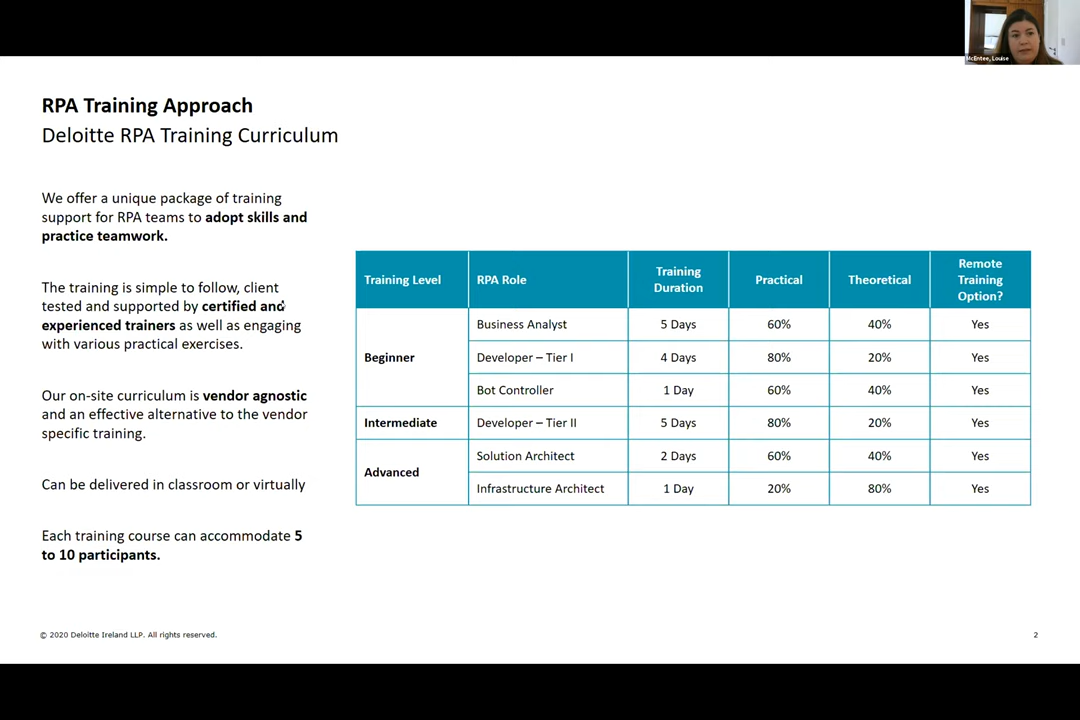 McEntee, Louise
RPA Training Approach
Deloitte RPA Training Curriculum
We offer a unique package of training
support for RPA teams to adopt skills and
practice teamwork.
The training is simple to follow, client
tested and supported by certified and
experienced trainers as well as engaging
with various practical exercises.
Our on-site curriculum is vendor agnostic
and an effective alternative to the vendor
specific training.
Can be delivered in classroom or virtually
Each training course can accommodate 5
to 10 participants.
Training Level RPA Role Training Duration Practical Theoretical Remote Training Option?
Beginner
Business Analyst 5 Days 60% 40% Yes
Developer – Tier I 4 Days 80% 20% Yes
Bot Controller 1 Day 60% 40% Yes
Intermediate Developer – Tier II 5 Days 80% 20% Yes
Advanced
Solution Architect 2 Days 60% 40% Yes
Infrastructure Architect 1 Day 20% 80% Yes
© 2020 Deloitte Ireland LLP. All rights reserved.
2